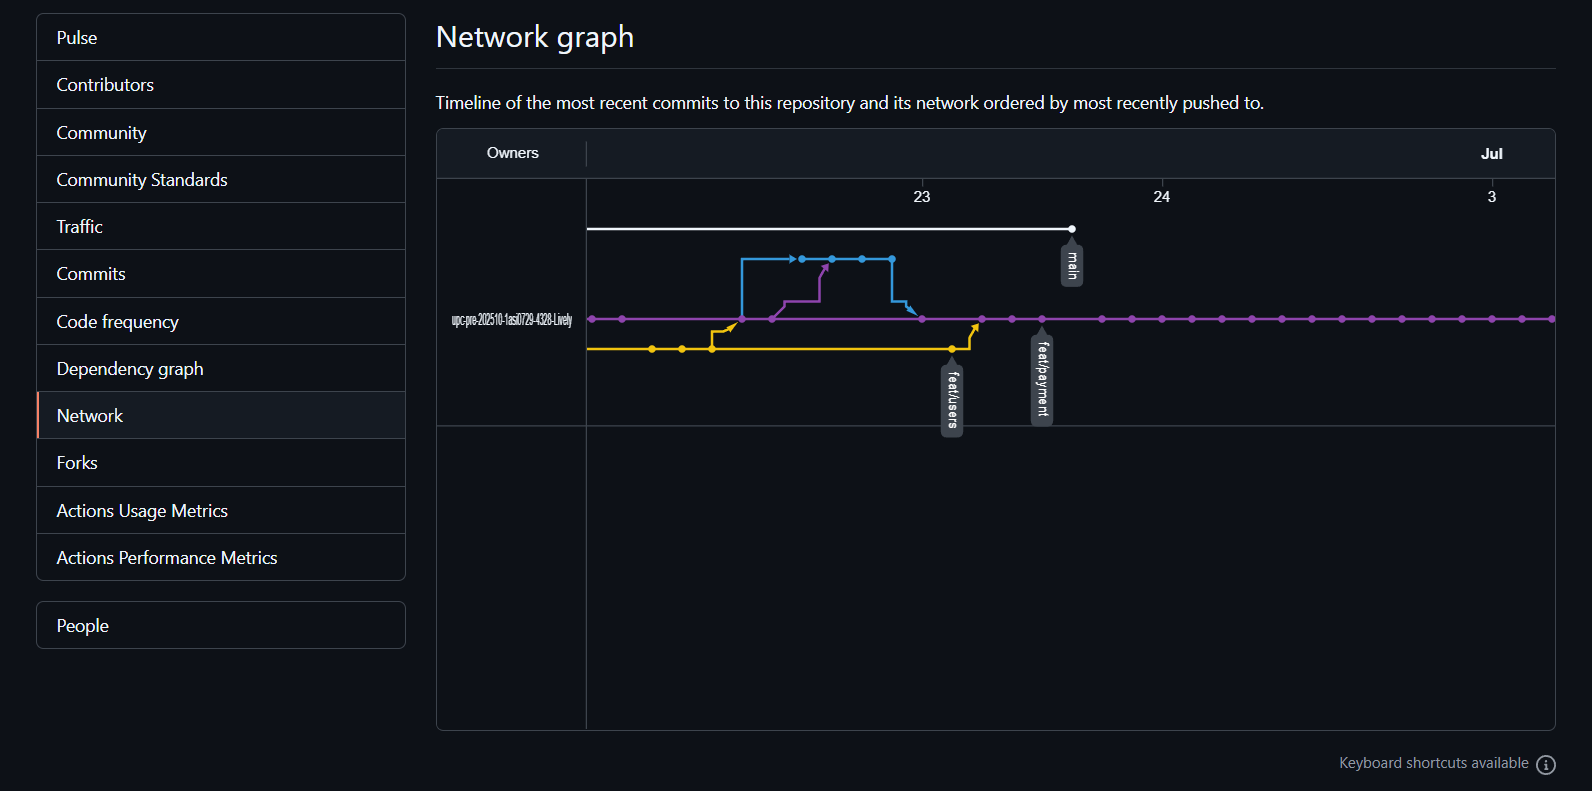 Pulse
Contributors
Community
Community Standards
Traffic
Commits
Code frequency
Dependency graph
Network
Forks
Actions Usage Metrics
Actions Performance Metrics
People
Network graph
Timeline of the most recent commits to this repository and its network ordered by most recently pushed to.
Owners
Jul
23
24
3
main
upc-pre-202510-1asi0729-4328-Lively
feat/users
feat/payment
Keyboard shortcuts available